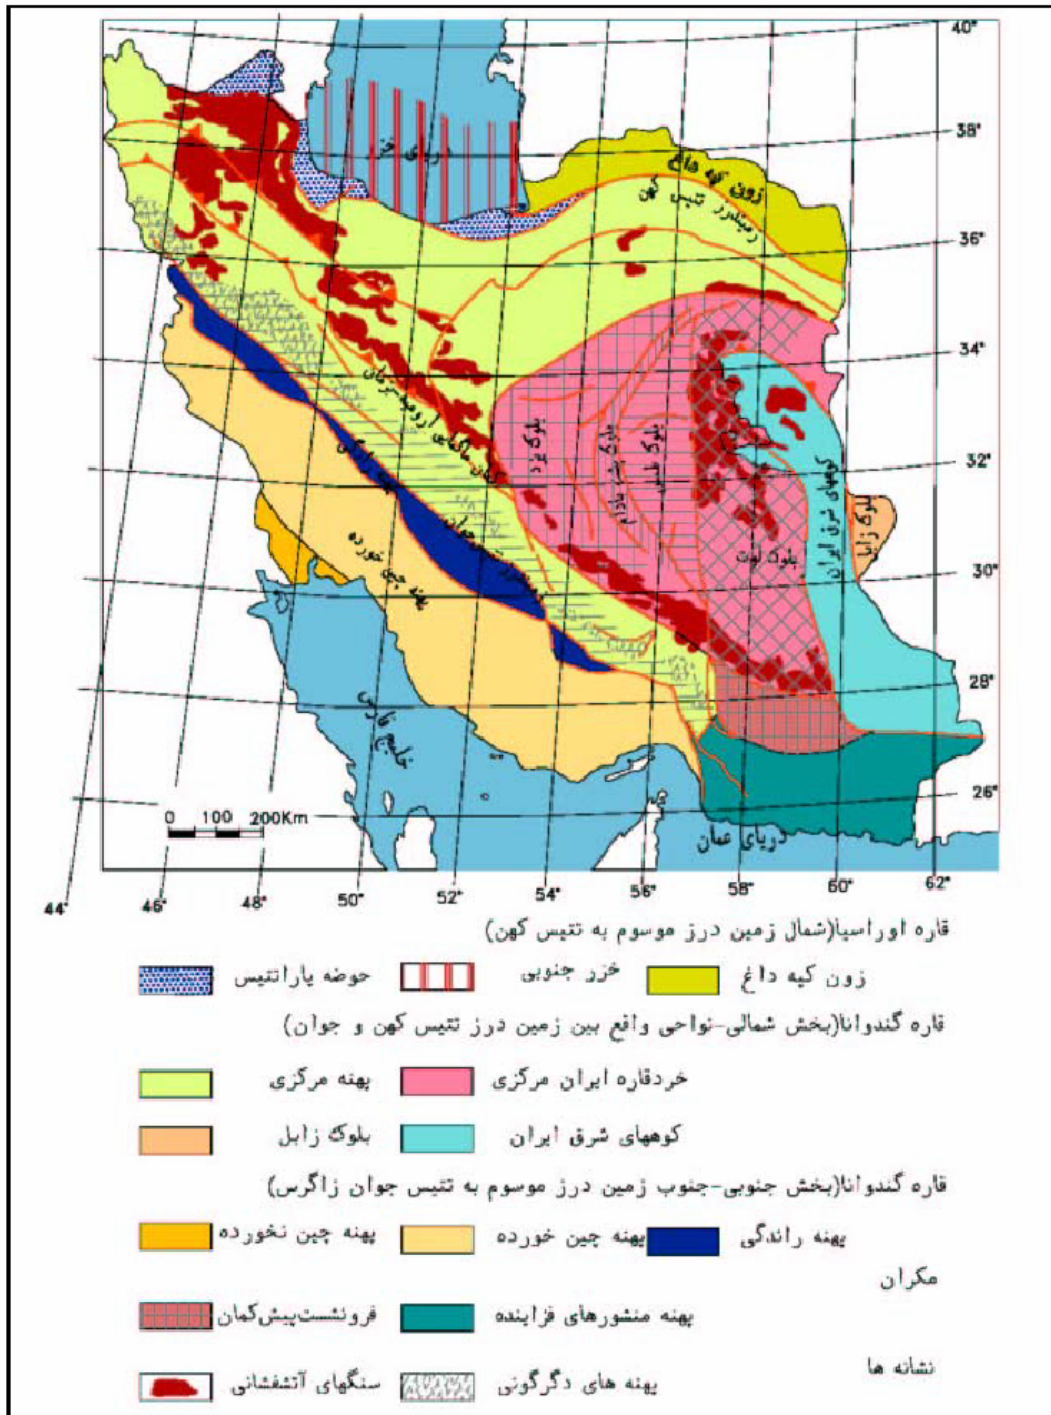 40°
38°
36°
34°
32°
30°
28°
26°
زون کپه داغ
زمیندرز تتیس کهن
بلوک یزد
بلوک طبس
بلوک لوت
کوههای شرق ایران
بلوک زابل
پهنه چین خورده
خلیج فارس
دریای عمان
0 100 200Km
44° 46° 48° 50° 52° 54° 56° 58° 60° 62°
قاره اوراسیا(شمال زمین درز موسوم به تتیس کهن)
زون کپه داغ خزر جنوبی حوضه پاراتتیس
قاره گندوانا(بخش شمالی-نواحی واقع بین زمین درز تتیس کهن و جوان)
خردقاره ایران مرکزی پهنه مرکزی
کوههای شرق ایران بلوک زابل
قاره گندوانا(بخش جنوبی-جنوب زمین درز موسوم به تتیس جوان زاگرس)
پهنه راندگی پهنه چین خورده پهنه چین نخورده
مکران
پهنه منشورهای فزاینده فرونشست پیش کمان
نشانه ها
پهنه های دگرگونی سنگهای آتشفشانی